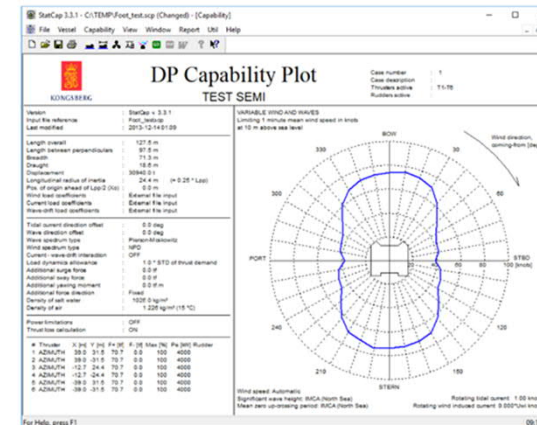 StatCap 3.3.1 - C:\TEMP\Foot_test.scp (Changed) - [Capability]
File Vessel Capability View Window Report Util Help
KONGSBERG
DP Capability Plot
TEST SEMI
Case number : 1
Case description :
Thrusters active : T1-T6
Rudders active :
Version : StatCap v. 3.3.1
Input file reference : Foot_test.scp
Last modified : 2013-12-14 01:09
Length overall : 127.5 m
Length between perpendiculars : 97.5 m
Breadth : 71.3 m
Draught : 18.6 m
Displacement : 30940.0 t
Longitudinal radius of inertia : 24.4 m (= 0.25 * Lpp)
Pos. of origin ahead of Lpp/2 (Xo) : 0.0 m
Wind load coefficients : External file input
Current load coefficients : External file input
Wave-drift load coefficients : External file input
Tidal current direction offset : 0.0 deg
Wave direction offset : 0.0 deg
Wave spectrum type : Pierson-Moskowitz
Wind spectrum type : NPD
Current - wave-drift interaction : OFF
Load dynamics allowance : 1.0 * STD of thrust demand
Additional surge force : 0.0 tf
Additional sway force : 0.0 tf
Additional yawing moment : 0.0 tf.m
Additional force direction : Fixed
Density of salt water : 1026.0 kg/m³
Density of air : 1.226 kg/m³ (15 °C)
Power limitations : OFF
Thrust loss calculation : ON
# Thruster X [m] Y [m] F+ [tf] F- [tf] Max [%] Pe [kW] Rudder
1 AZIMUTH 39.0 31.5 70.7 0.0 100 4000
2 AZIMUTH 39.0 -31.5 70.7 0.0 100 4000
3 AZIMUTH -12.7 24.4 70.7 0.0 100 4000
4 AZIMUTH -12.7 -24.4 70.7 0.0 100 4000
5 AZIMUTH -39.0 31.5 70.7 0.0 100 4000
6 AZIMUTH -39.0 -31.5 70.7 0.0 100 4000
VARIABLE WIND AND WAVES
Limiting 1 minute mean wind speed in knots
at 10 m above sea level
BOW
Wind direction,
coming-from [deg]
330
30
300
PORT
20 40 60 80 100
STBD
[knots]
240
120
210
150
STERN
Wind speed: Automatic
Significant wave height: IMCA (North Sea)
Mean zero up-crossing period: IMCA (North Sea)
Rotating tidal current: 1.00 knots
Rotating wind induced current: 0.000*Uwi knots
For Help, press F1